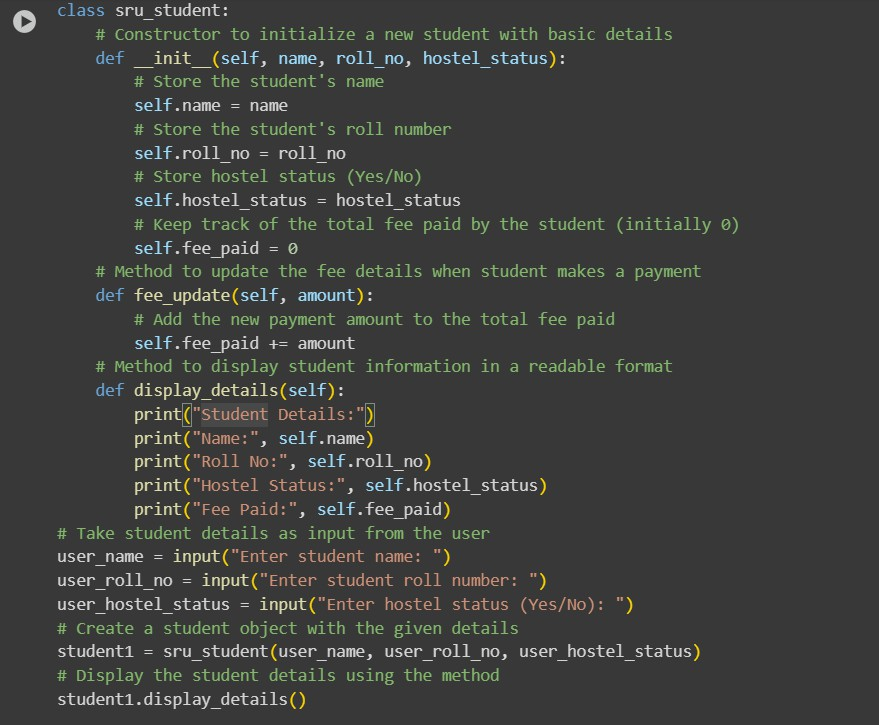 class sru_student:
    # Constructor to initialize a new student with basic details
    def __init__(self, name, roll_no, hostel_status):
        # Store the student's name
        self.name = name
        # Store the student's roll number
        self.roll_no = roll_no
        # Store hostel status (Yes/No)
        self.hostel_status = hostel_status
        # Keep track of the total fee paid by the student (initially 0)
        self.fee_paid = 0
    # Method to update the fee details when student makes a payment
    def fee_update(self, amount):
        # Add the new payment amount to the total fee paid
        self.fee_paid += amount
    # Method to display student information in a readable format
    def display_details(self):
        print("Student Details:")
        print("Name:", self.name)
        print("Roll No:", self.roll_no)
        print("Hostel Status:", self.hostel_status)
        print("Fee Paid:", self.fee_paid)
# Take student details as input from the user
user_name = input("Enter student name: ")
user_roll_no = input("Enter student roll number: ")
user_hostel_status = input("Enter hostel status (Yes/No): ")
# Create a student object with the given details
student1 = sru_student(user_name, user_roll_no, user_hostel_status)
# Display the student details using the method
student1.display_details()